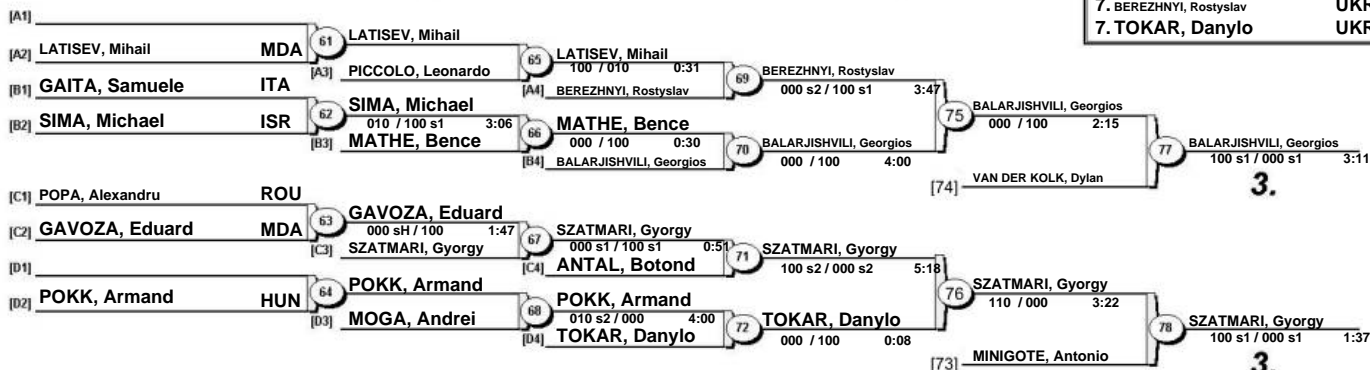 7. BEREZHNYI, Rostyslav UKR
7. TOKAR, Danylo UKR
[A1]
[A2] LATISEV, Mihail MDA
61 LATISEV, Mihail
[A3] PICCOLO, Leonardo
65 LATISEV, Mihail
100 / 010 0:31
[A4] BEREZHNYI, Rostyslav
69 BEREZHNYI, Rostyslav
000 s2 / 100 s1 3:47
[B1] GAITA, Samuele ITA
[B2] SIMA, Michael ISR
62 SIMA, Michael
010 / 100 s1 3:06
[B3] MATHE, Bence
66 MATHE, Bence
000 / 100 0:30
[B4] BALARJISHVILI, Georgios
70 BALARJISHVILI, Georgios
000 / 100 4:00
75 BALARJISHVILI, Georgios
000 / 100 2:15
[74] VAN DER KOLK, Dylan
77 BALARJISHVILI, Georgios
100 s1 / 000 s1 3:11
3.
[C1] POPA, Alexandru ROU
[C2] GAVOZA, Eduard MDA
63 GAVOZA, Eduard
000 sH / 100 1:47
[C3] SZATMARI, Gyorgy
67 SZATMARI, Gyorgy
000 s1 / 100 s1 0:51
[C4] ANTAL, Botond
71 SZATMARI, Gyorgy
100 s2 / 000 s2 5:18
[D1]
[D2] POKK, Armand HUN
64 POKK, Armand
[D3] MOGA, Andrei
68 POKK, Armand
010 s2 / 000 4:00
[D4] TOKAR, Danylo
72 TOKAR, Danylo
000 / 100 0:08
76 SZATMARI, Gyorgy
110 / 000 3:22
[73] MINIGOTE, Antonio
78 SZATMARI, Gyorgy
100 s1 / 000 s1 1:37
3.